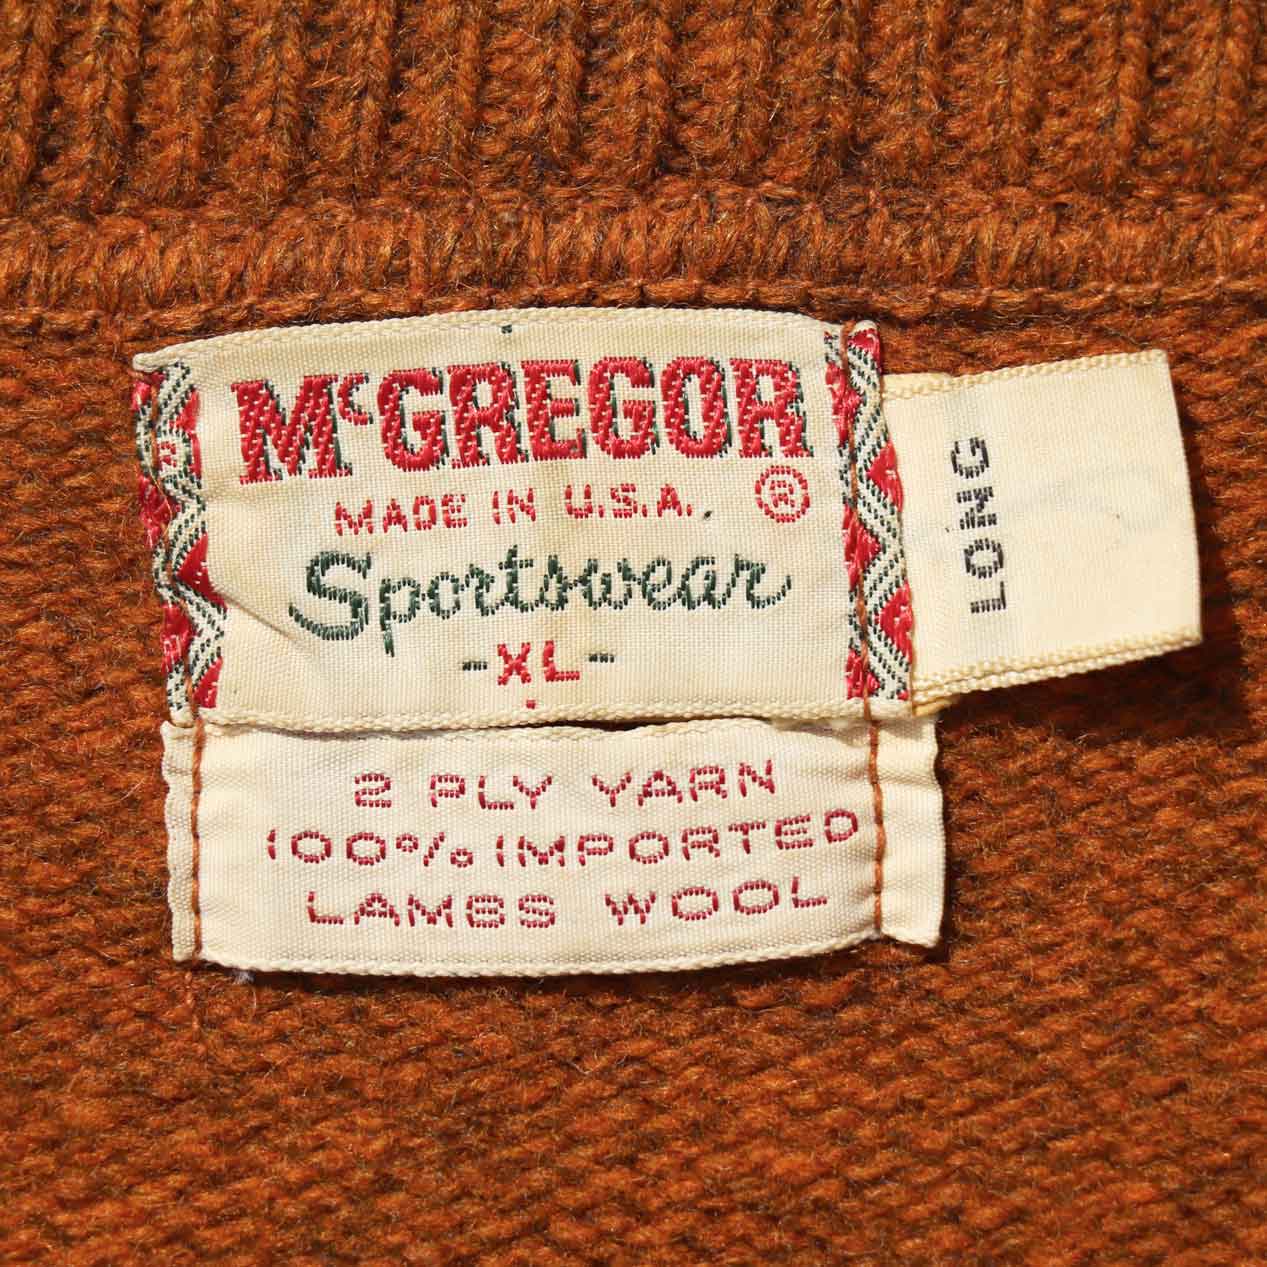 McGREGOR
MADE IN U.S.A. ®
Sportswear
-XL-
LONG
2 PLY YARN
100% IMPORTED
LAMBS WOOL